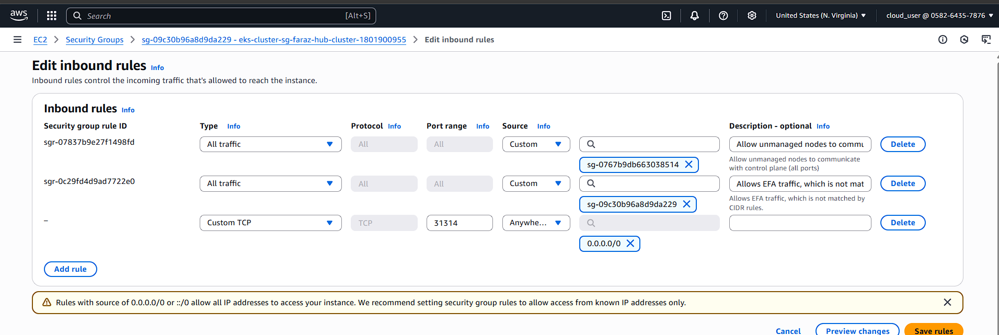 aws
Search [Alt+S]
United States (N. Virginia)
cloud_user @ 0582-6435-7876
EC2
Security Groups
sg-09c30b96a8d9da229 - eks-cluster-sg-faraz-hub-cluster-1801900955
Edit inbound rules
Edit inbound rules Info
Inbound rules control the incoming traffic that's allowed to reach the instance.
Inbound rules Info
Security group rule ID
Type Info
Protocol Info
Port range Info
Source Info
Description - optional Info
sgr-07837b9e27f1498fd
All traffic
All
All
Custom
sg-0767b9db663038514
Allow unmanaged nodes to commu
Allow unmanaged nodes to communicate
with control plane (all ports)
Delete
sgr-0c29fd4d9ad7722e0
All traffic
All
All
Custom
sg-09c30b96a8d9da229
Allows EFA traffic, which is not mat
Allows EFA traffic, which is not matched by
CIDR rules.
Delete
–
Custom TCP
TCP
31314
Anywhe...
0.0.0.0/0
Delete
Add rule
Rules with source of 0.0.0.0/0 or ::/0 allow all IP addresses to access your instance. We recommend setting security group rules to allow access from known IP addresses only.
Cancel
Preview changes
Save rules